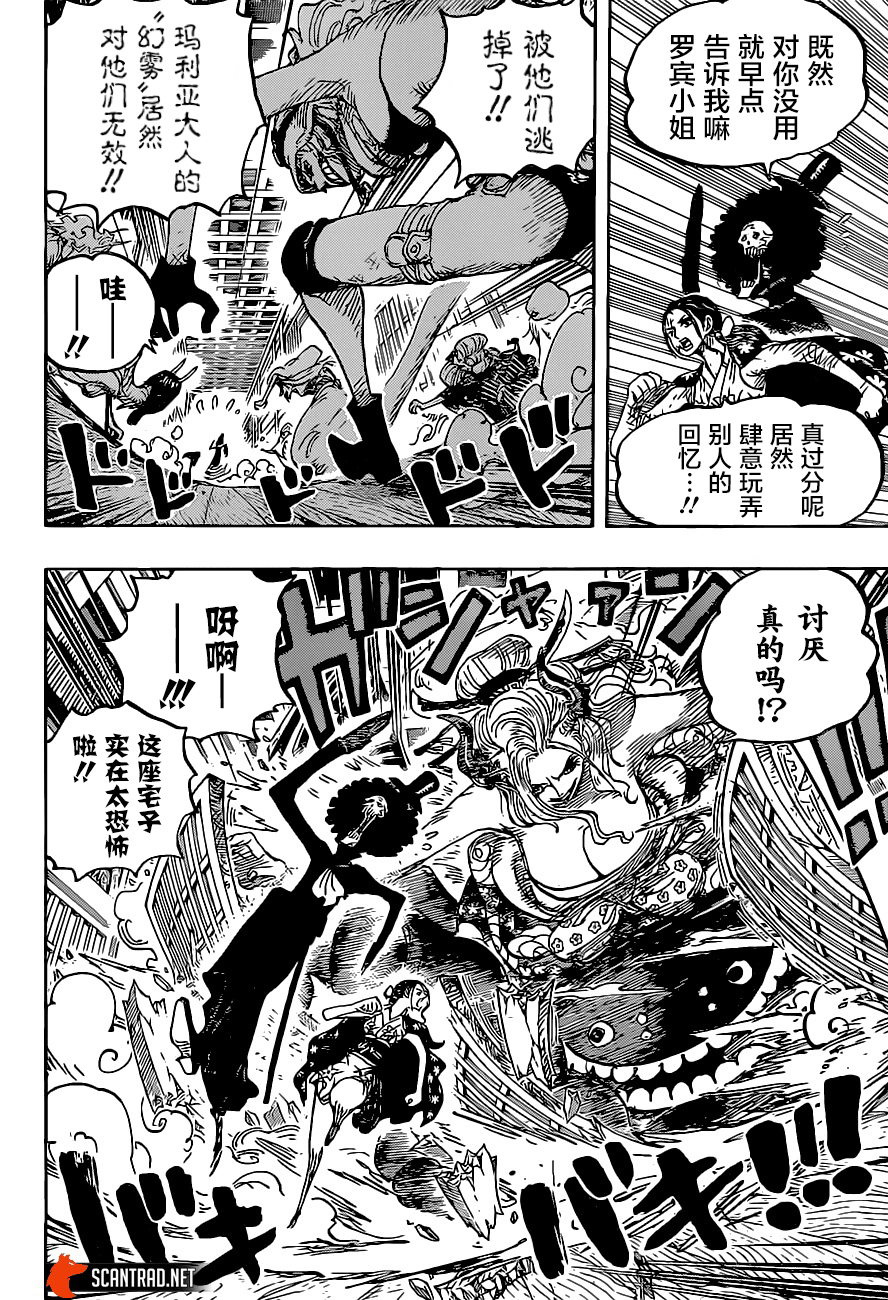 既然
对你没用
就早点
告诉我嘛
罗宾小姐
真过分呢
居然
肆意玩弄
别人的
回忆…!!
被他们逃
掉了!!
玛利亚大人的
“幻雾”居然
对他们无效!!
哇——!!
ドドドドド
讨厌
真的吗!?
ガシャアァン!!
呀啊———!!!
这座宅子
实在太恐怖
啦!!
バキバキ!!!
SCANTRAD.NET